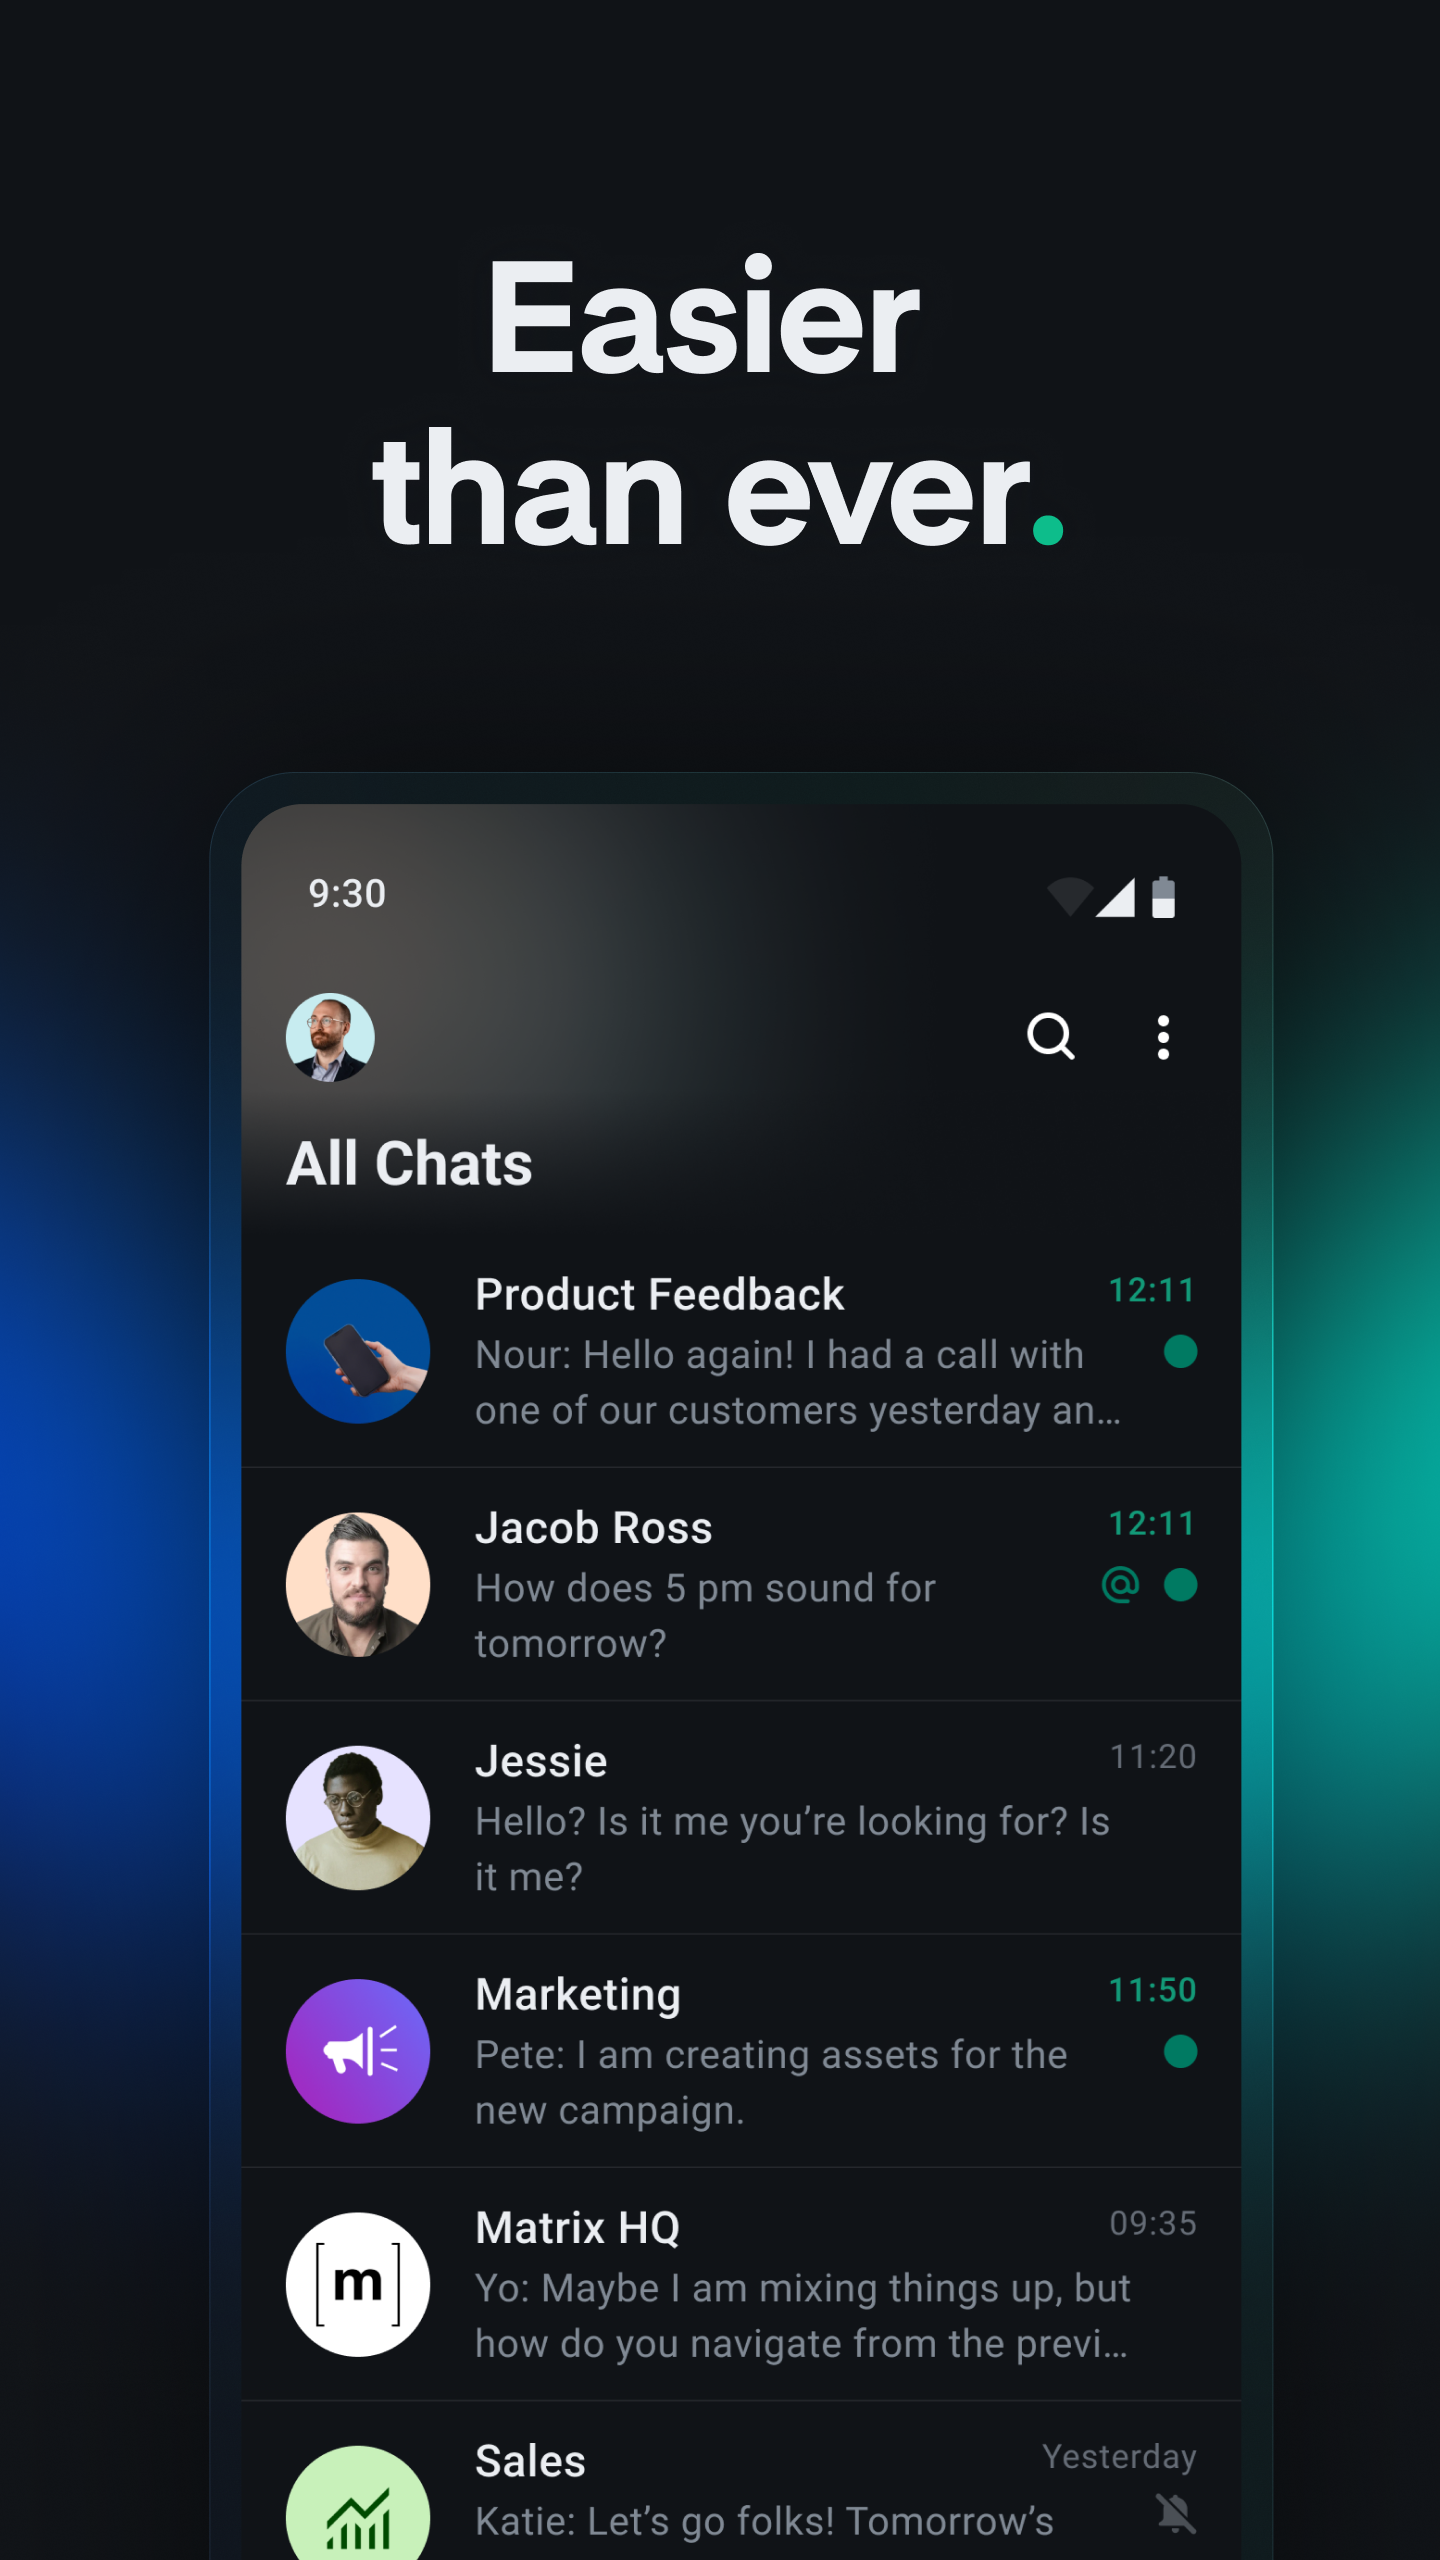 Easier
than ever.
9:30
All Chats
Product Feedback
12:11
Nour: Hello again! I had a call with
one of our customers yesterday an…
Jacob Ross
12:11
How does 5 pm sound for
@
tomorrow?
Jessie
11:20
Hello? Is it me you’re looking for? Is
it me?
Marketing
11:50
Pete: I am creating assets for the
new campaign.
[m]
Matrix HQ
09:35
Yo: Maybe I am mixing things up, but
how do you navigate from the previ…
Sales
Yesterday
Katie: Let’s go folks! Tomorrow’s